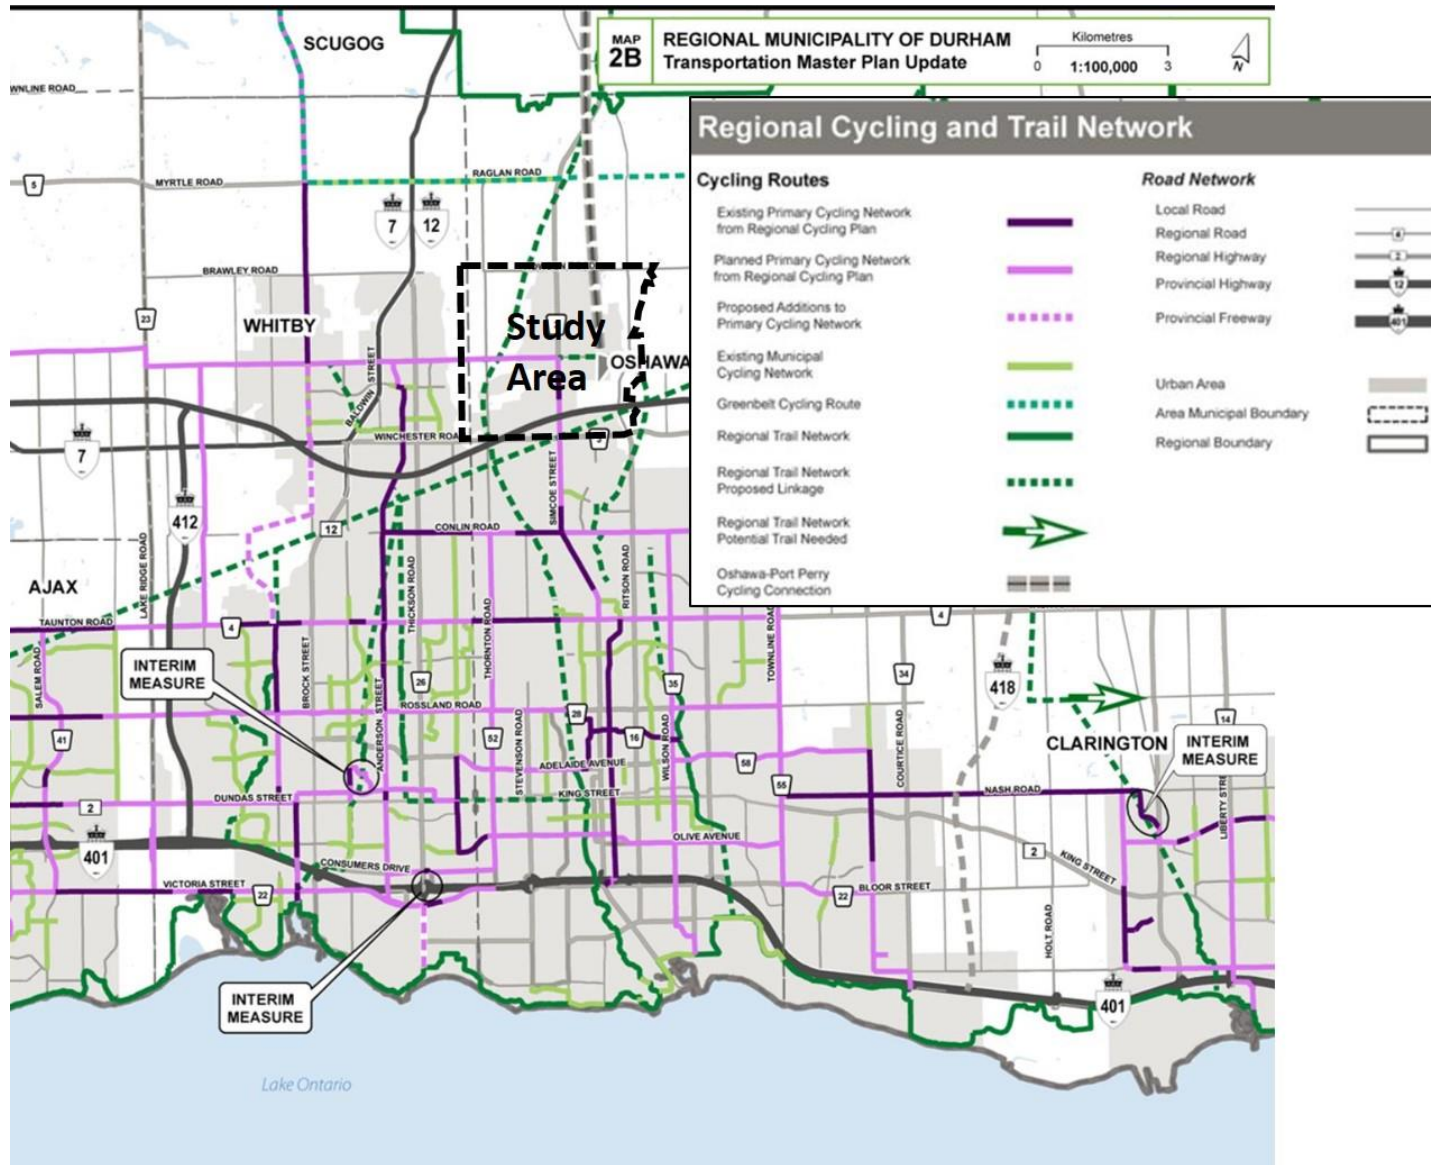 SCUGOG
MAP
2B
REGIONAL MUNICIPALITY OF DURHAM
Transportation Master Plan Update
Kilometres
0 1:100,000 3
N
WNLINE ROAD
Regional Cycling and Trail Network
Cycling Routes
Existing Primary Cycling Network
from Regional Cycling Plan
Planned Primary Cycling Network
from Regional Cycling Plan
Proposed Additions to
Primary Cycling Network
Existing Municipal
Cycling Network
Greenbelt Cycling Route
Regional Trail Network
Regional Trail Network
Proposed Linkage
Regional Trail Network
Potential Trail Needed
Oshawa-Port Perry
Cycling Connection
Road Network
Local Road
Regional Road
4
Regional Highway
2
Provincial Highway
12
Provincial Freeway
401
Urban Area
Area Municipal Boundary
Regional Boundary
5
MYRTLE ROAD
RAGLAN ROAD
7
12
BRAWLEY ROAD
23
WHITBY
Study
Area
OSHAWA
BALDWIN STREET
WINCHESTER ROA
3
7
412
12
CONLIN ROAD
SIMCOE STREET
LAKE RIDGE ROAD
THICKSON ROAD
RITSON ROAD
AJAX
TAUNTON ROAD
4
4
THORNTON ROAD
TOWNLINE ROAD
SALEM ROAD
INTERIM
MEASURE
BROCK STREET
ANDERSON STREET
26
ROSSLAND ROAD
STEVENSON ROAD
28
35
34
418
41
52
16
WILSON ROAD
COURTICE ROAD
CLARINGTON
14
INTERIM
MEASURE
ADELAIDE AVENUE
58
55
NASH ROAD
LIBERTY STRE
DUNDAS STREET
KING STREET
2
401
OLIVE AVENUE
2
KING STREET
CONSUMERS DRIVE
VICTORIA STREET
22
22
BLOOR STREET
HOLT ROAD
INTERIM
MEASURE
401
Lake Ontario